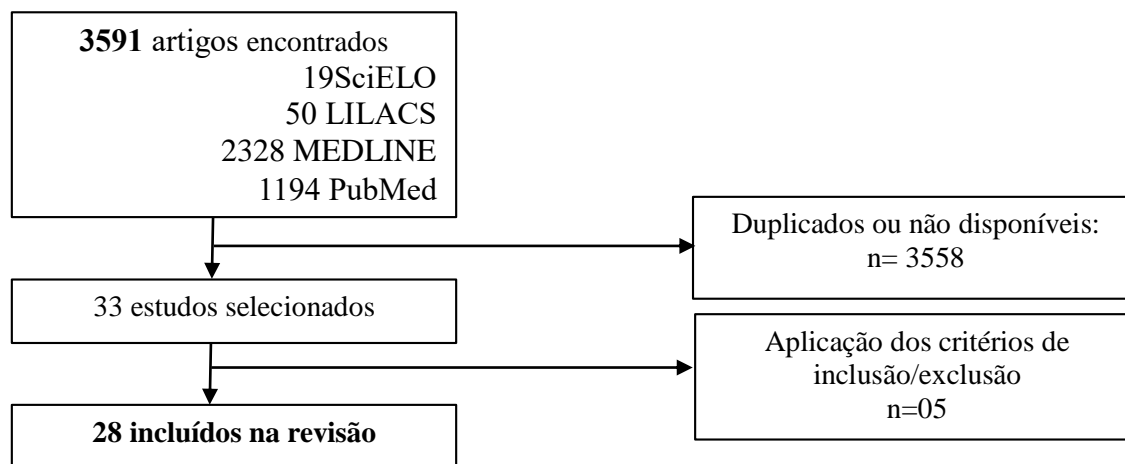 3591 artigos encontrados
19SciELO
50 LILACS
2328 MEDLINE
1194 PubMed
Duplicados ou não disponíveis:
n= 3558
33 estudos selecionados
Aplicação dos critérios de
inclusão/exclusão
n=05
28 incluídos na revisão